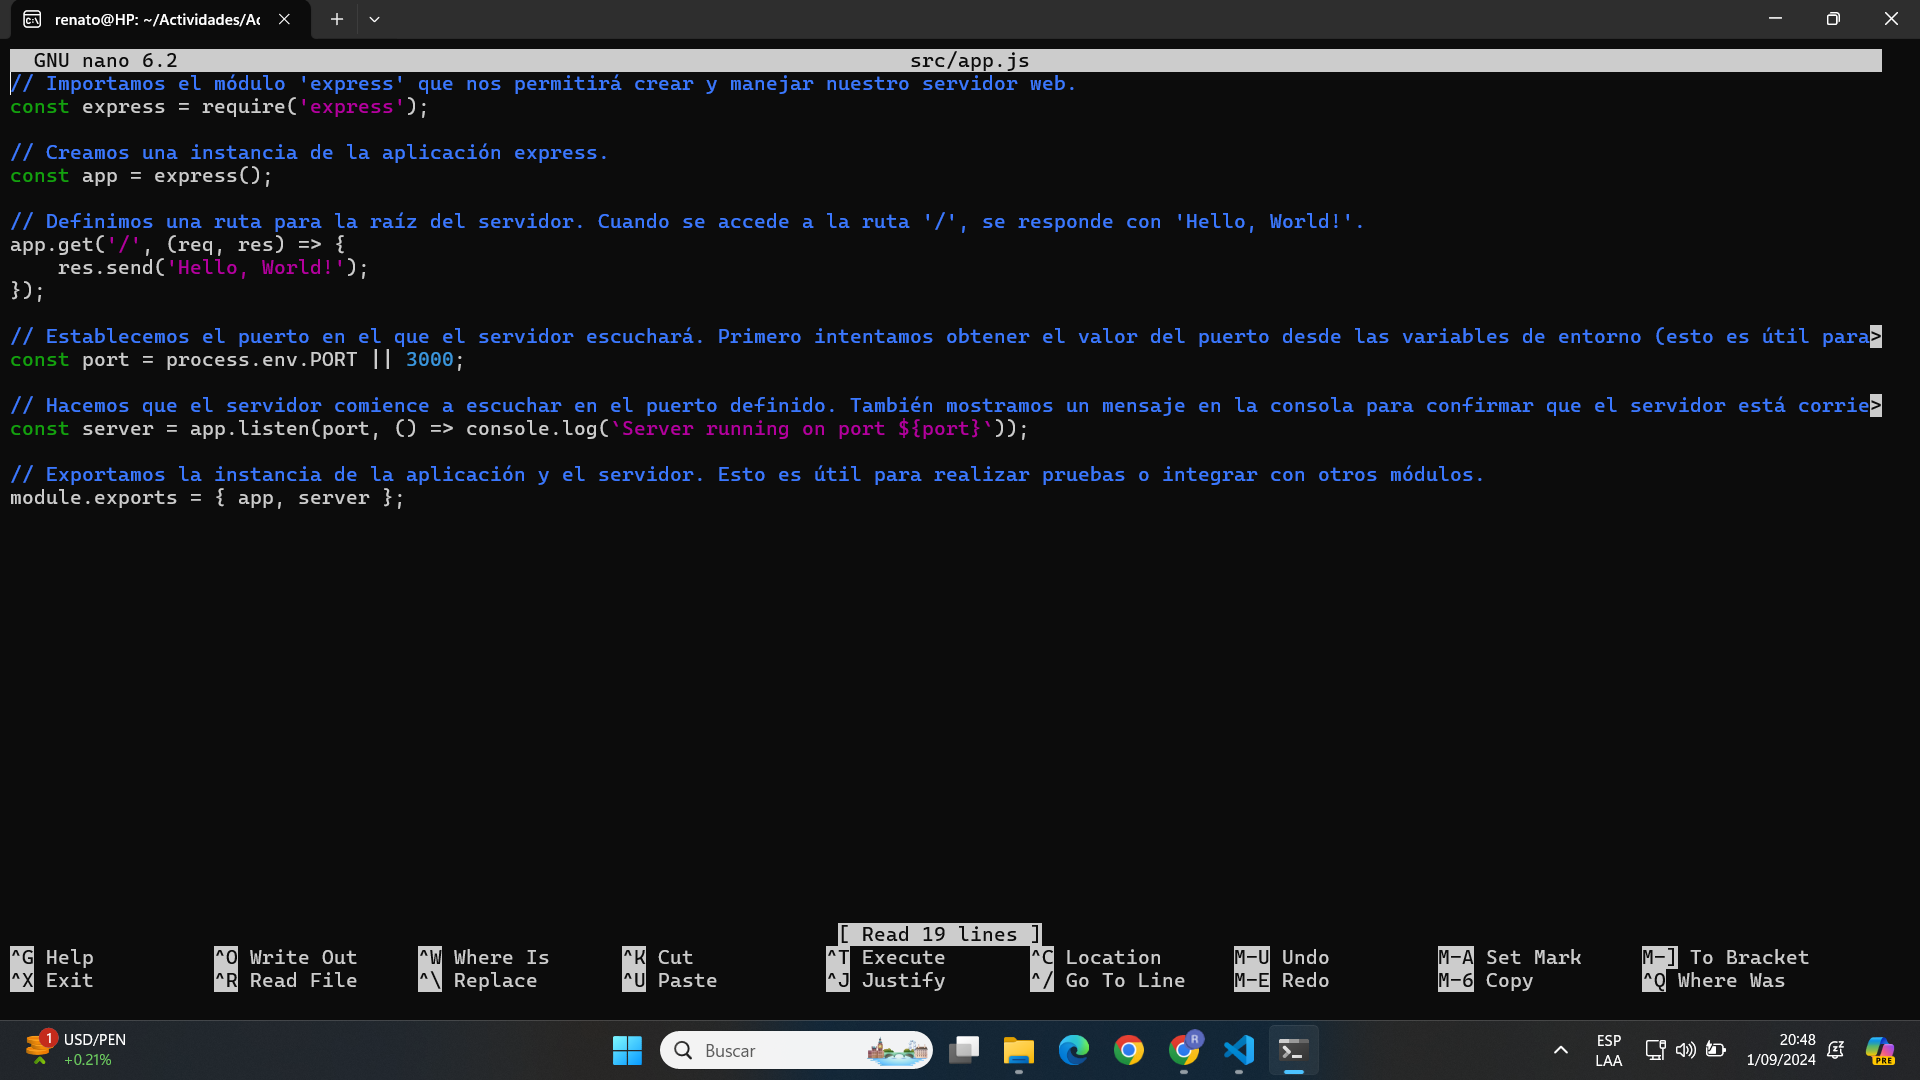 renato@HP: ~/Actividades/Ac
GNU nano 6.2 src/app.js
// Importamos el módulo 'express' que nos permitirá crear y manejar nuestro servidor web.
const express = require('express');
// Creamos una instancia de la aplicación express.
const app = express();
// Definimos una ruta para la raíz del servidor. Cuando se accede a la ruta '/', se responde con 'Hello, World!'.
app.get('/', (req, res) => {
    res.send('Hello, World!');
});
// Establecemos el puerto en el que el servidor escuchará. Primero intentamos obtener el valor del puerto desde las variables de entorno (esto es útil para>
const port = process.env.PORT || 3000;
// Hacemos que el servidor comience a escuchar en el puerto definido. También mostramos un mensaje en la consola para confirmar que el servidor está corrie>
const server = app.listen(port, () => console.log(`Server running on port ${port}`));
// Exportamos la instancia de la aplicación y el servidor. Esto es útil para realizar pruebas o integrar con otros módulos.
module.exports = { app, server };
[ Read 19 lines ]
^G Help ^O Write Out ^W Where Is ^K Cut ^T Execute ^C Location M-U Undo M-A Set Mark M-] To Bracket
^X Exit ^R Read File ^\ Replace ^U Paste ^J Justify ^/ Go To Line M-E Redo M-6 Copy ^Q Where Was
1 USD/PEN
+0.21%
Buscar
R
ESP
LAA
20:48
1/09/2024
PRE